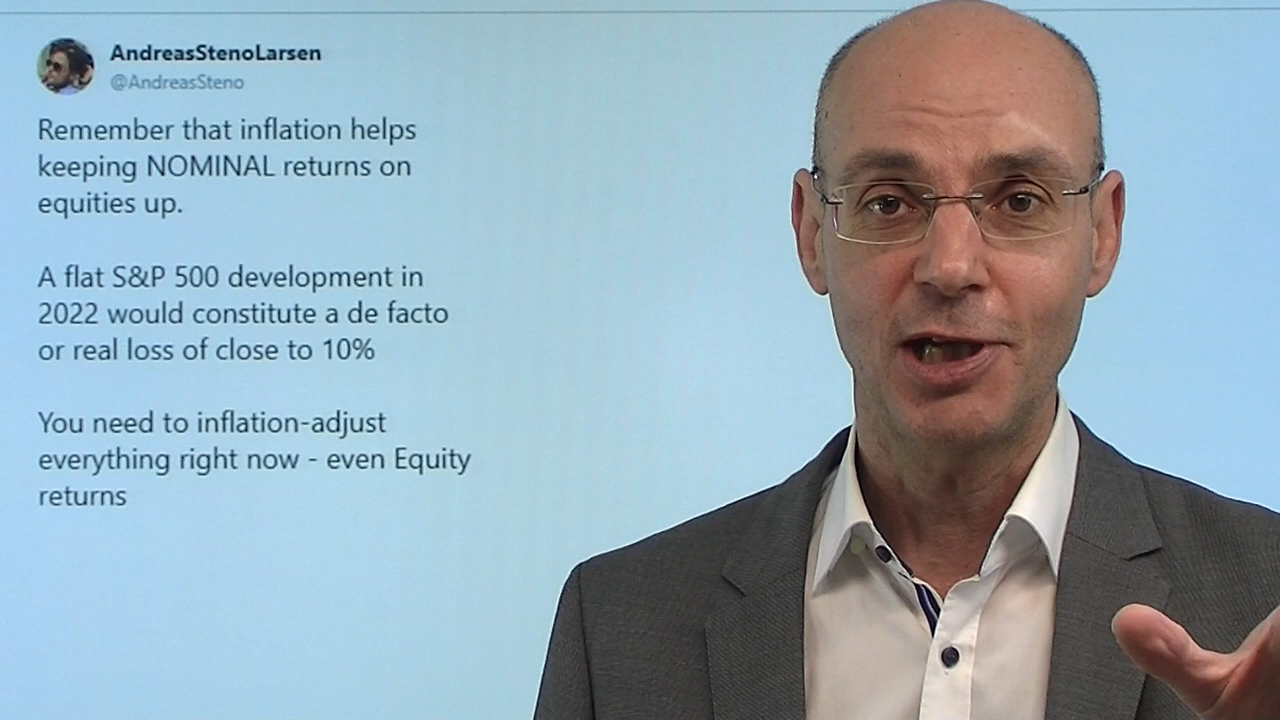 AndreasStenoLarsen
@AndreasSteno
Remember that inflation helps
keeping NOMINAL returns on
equities up.
A flat S&P 500 development in
2022 would constitute a de facto
or real loss of close to 10%
You need to inflation-adjust
everything right now - even Equity
returns